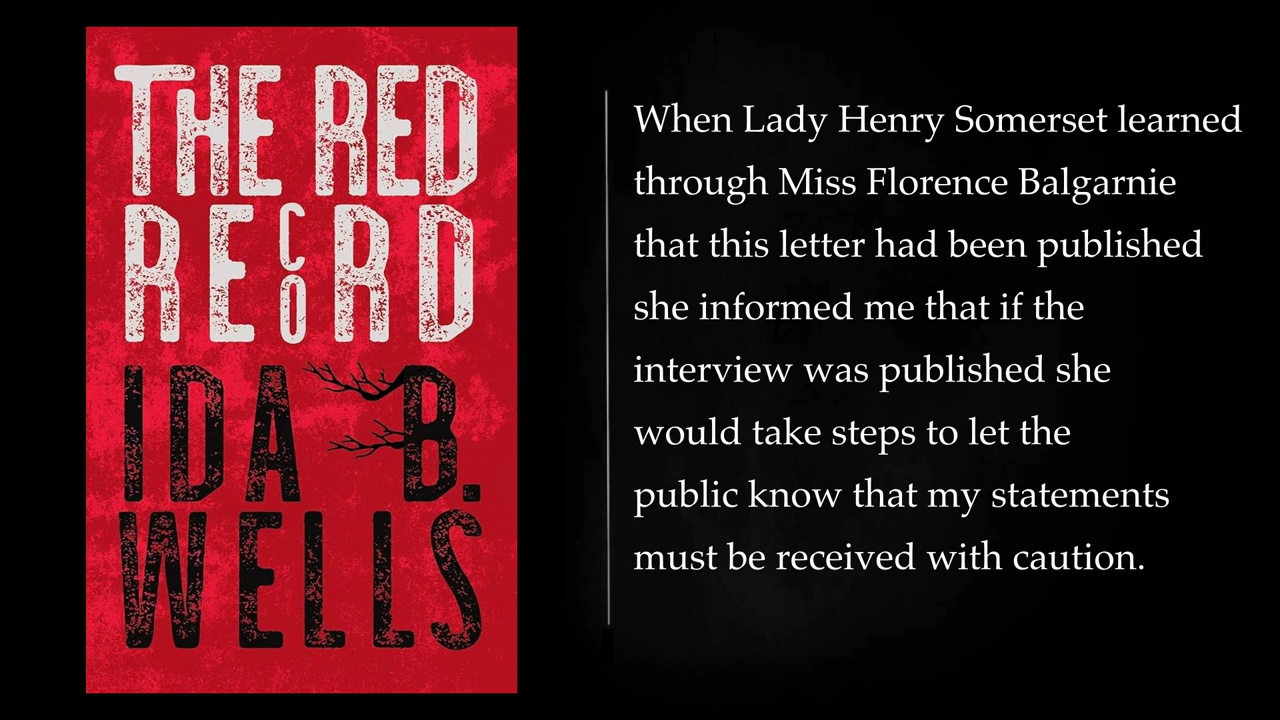 THE RED
RECORD
IDA B.
WELLS
When Lady Henry Somerset learned
through Miss Florence Balgarnie
that this letter had been published
she informed me that if the
interview was published she
would take steps to let the
public know that my statements
must be received with caution.